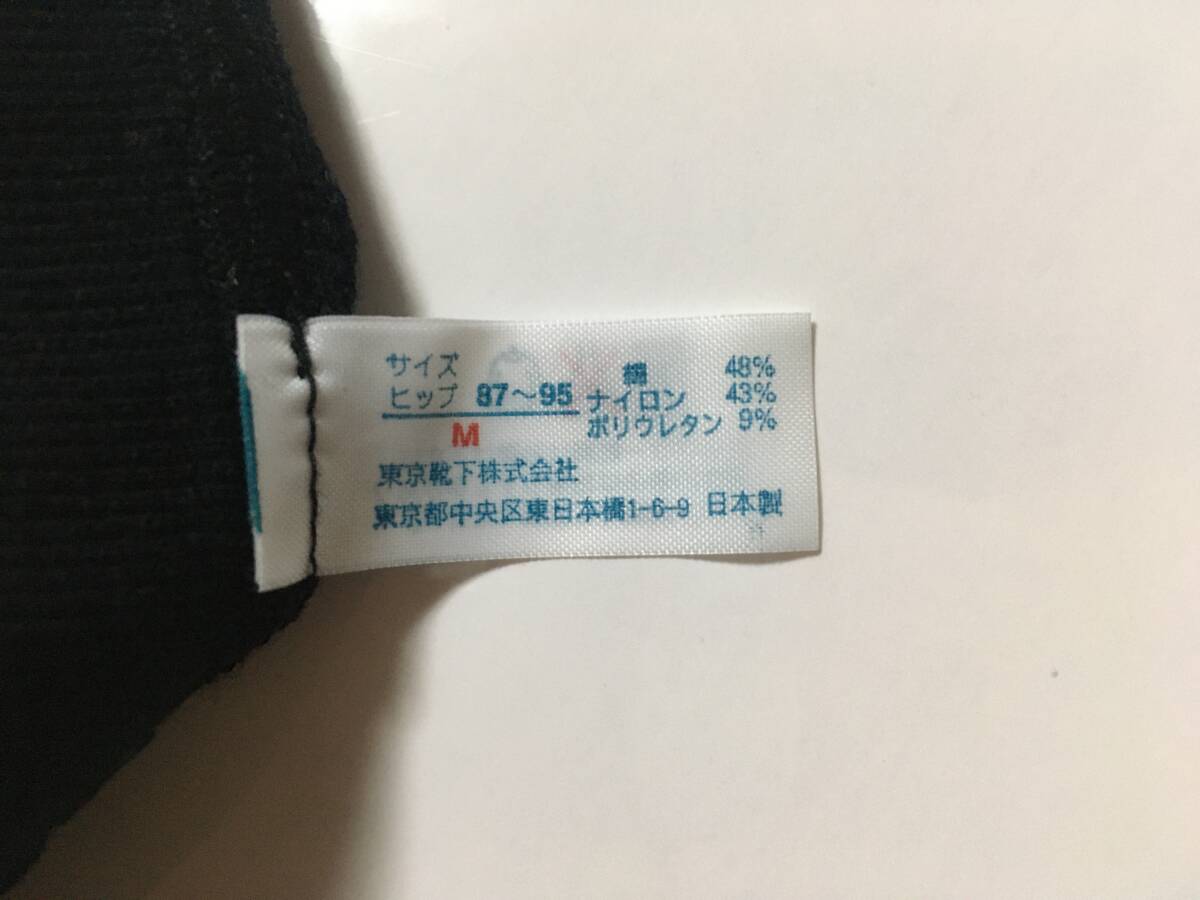 サイズ
ヒップ 87～95
M
綿 48%
ナイロン 43%
ポリウレタン 9%
東京靴下株式会社
東京都中央区東日本橋1-6-9 日本製